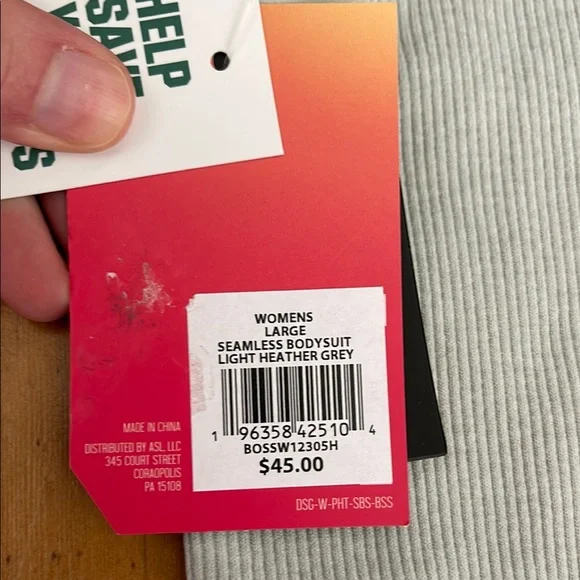 HELP
SAVE
S
WOMENS
LARGE
SEAMLESS BODYSUIT
LIGHT HEATHER GREY
1 96358 42510 4
BOSSW12305H
$45.00
MADE IN CHINA
DISTRIBUTED BY ASL, LLC
345 COURT STREET
CORAOPOLIS
PA 15108
DSG-W-PHT-SBS-BSS